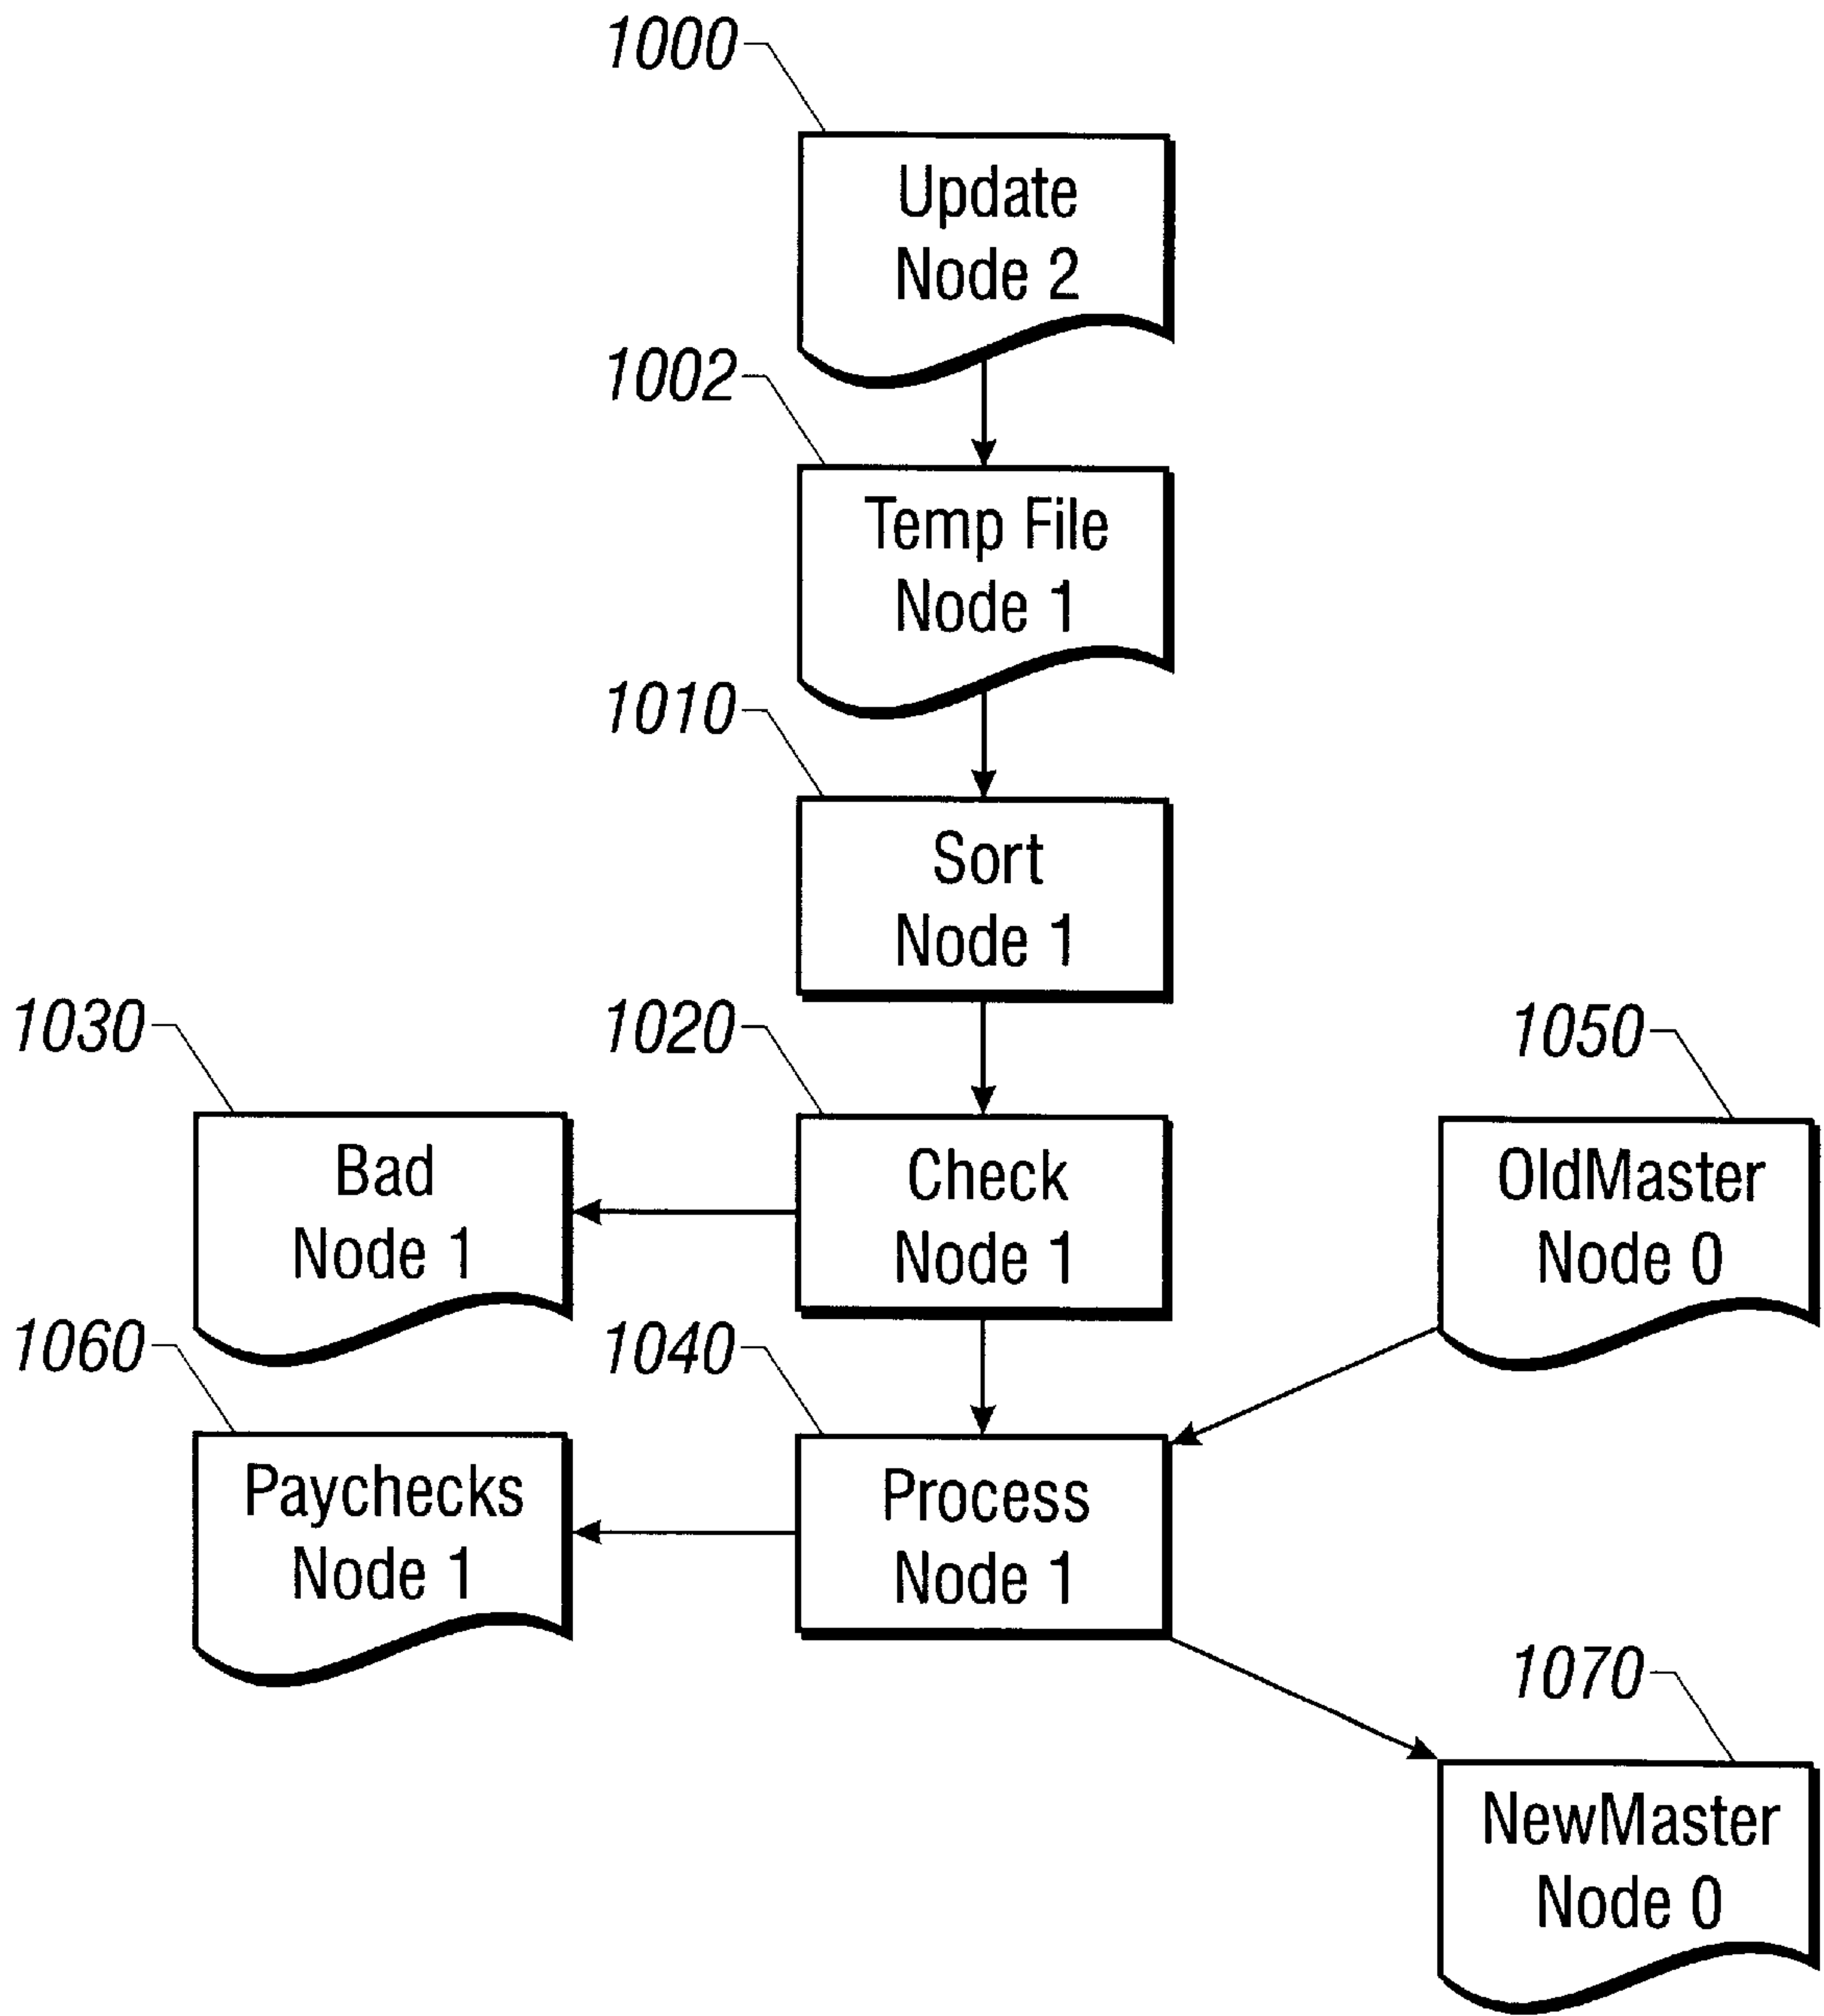 1000
Update
Node 2
1002
Temp File
Node 1
1010
Sort
Node 1
1030
Bad
Node 1
1020
Check
Node 1
1050
OldMaster
Node 0
1060
Paychecks
Node 1
1040
Process
Node 1
1070
NewMaster
Node 0